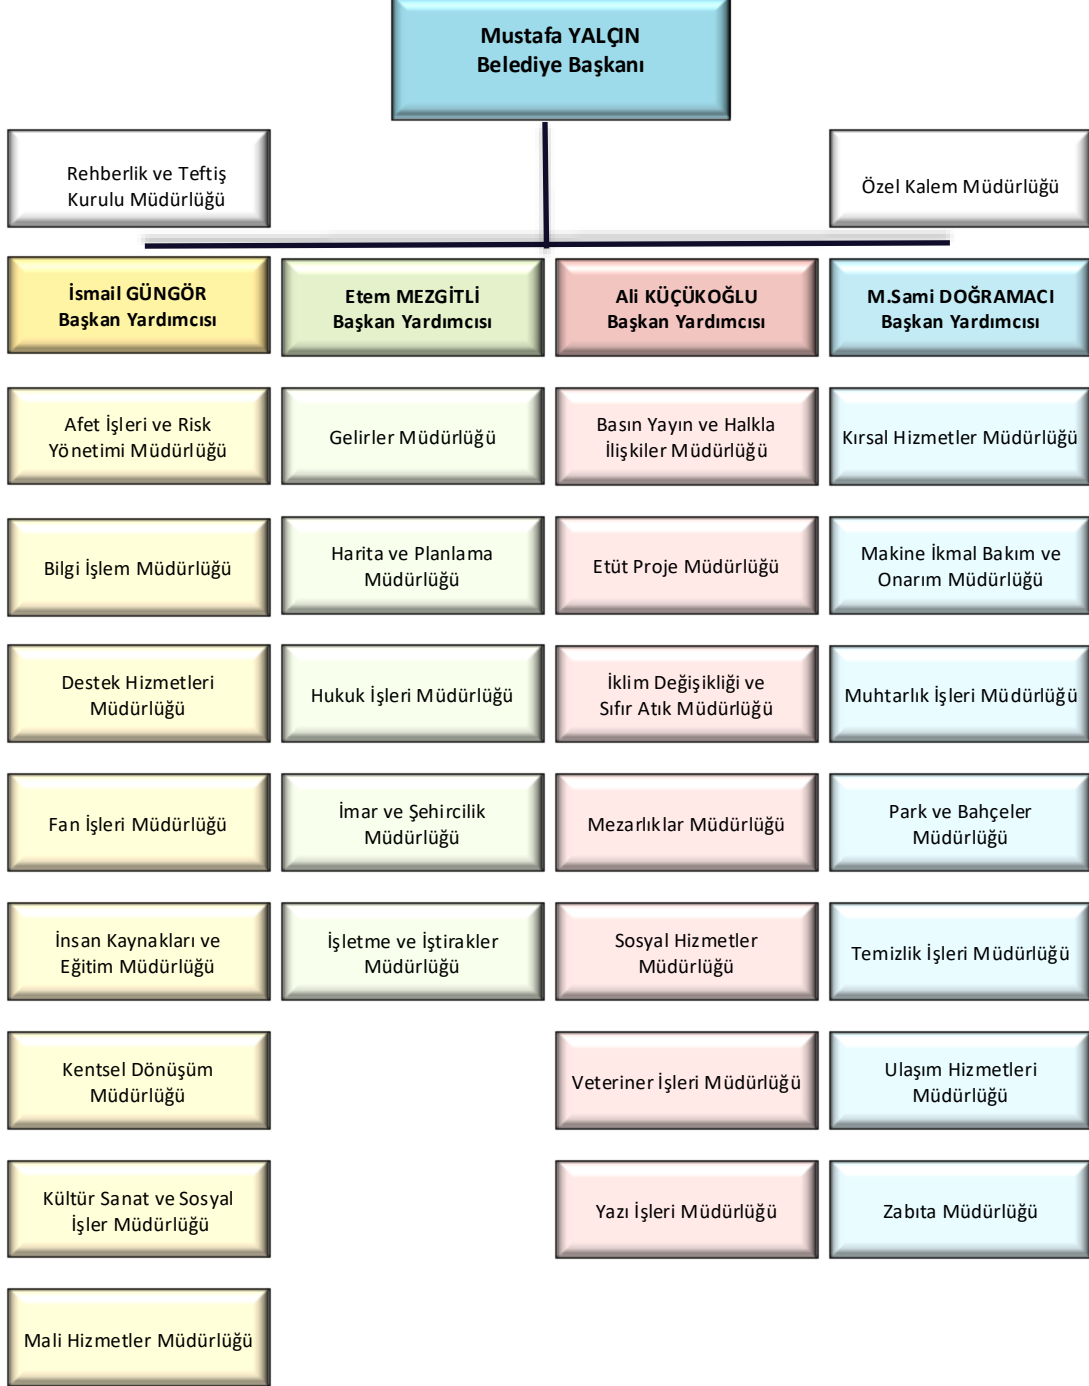 Mustafa YALÇIN
Belediye Başkanı
Rehberlik ve Teftiş
Kurulu Müdürlüğü
Özel Kalem Müdürlüğü
İsmail GÜNGÖR
Başkan Yardımcısı
Etem MEZGİTLİ
Başkan Yardımcısı
Ali KÜÇÜKOĞLU
Başkan Yardımcısı
M.Sami DOĞRAMACI
Başkan Yardımcısı
Afet İşleri ve Risk
Yönetimi Müdürlüğü
Gelirler Müdürlüğü
Basın Yayın ve Halkla
İlişkiler Müdürlüğü
Kırsal Hizmetler Müdürlüğü
Bilgi İşlem Müdürlüğü
Harita ve Planlama
Müdürlüğü
Etüt Proje Müdürlüğü
Makine İkmal Bakım ve
Onarım Müdürlüğü
Destek Hizmetleri
Müdürlüğü
Hukuk İşleri Müdürlüğü
İklim Değişikliği ve
Sıfır Atık Müdürlüğü
Muhtarlık İşleri Müdürlüğü
Fan İşleri Müdürlüğü
İmar ve Şehircilik
Müdürlüğü
Mezarlıklar Müdürlüğü
Park ve Bahçeler
Müdürlüğü
İnsan Kaynakları ve
Eğitim Müdürlüğü
İşletme ve İştirakler
Müdürlüğü
Sosyal Hizmetler
Müdürlüğü
Temizlik İşleri Müdürlüğü
Kentsel Dönüşüm
Müdürlüğü
Veteriner İşleri Müdürlüğü
Ulaşım Hizmetleri
Müdürlüğü
Kültür Sanat ve Sosyal
İşler Müdürlüğü
Yazı İşleri Müdürlüğü
Zabıta Müdürlüğü
Mali Hizmetler Müdürlüğü